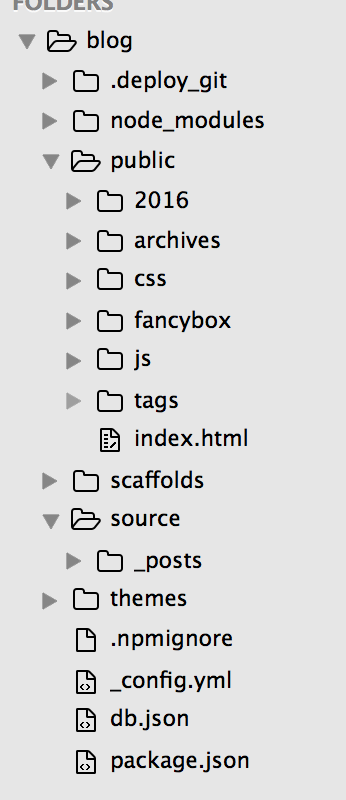 FOLDERS
blog
.deploy_git
node_modules
public
2016
archives
css
fancybox
js
tags
index.html
scaffolds
source
_posts
themes
.npmignore
_config.yml
db.json
package.json